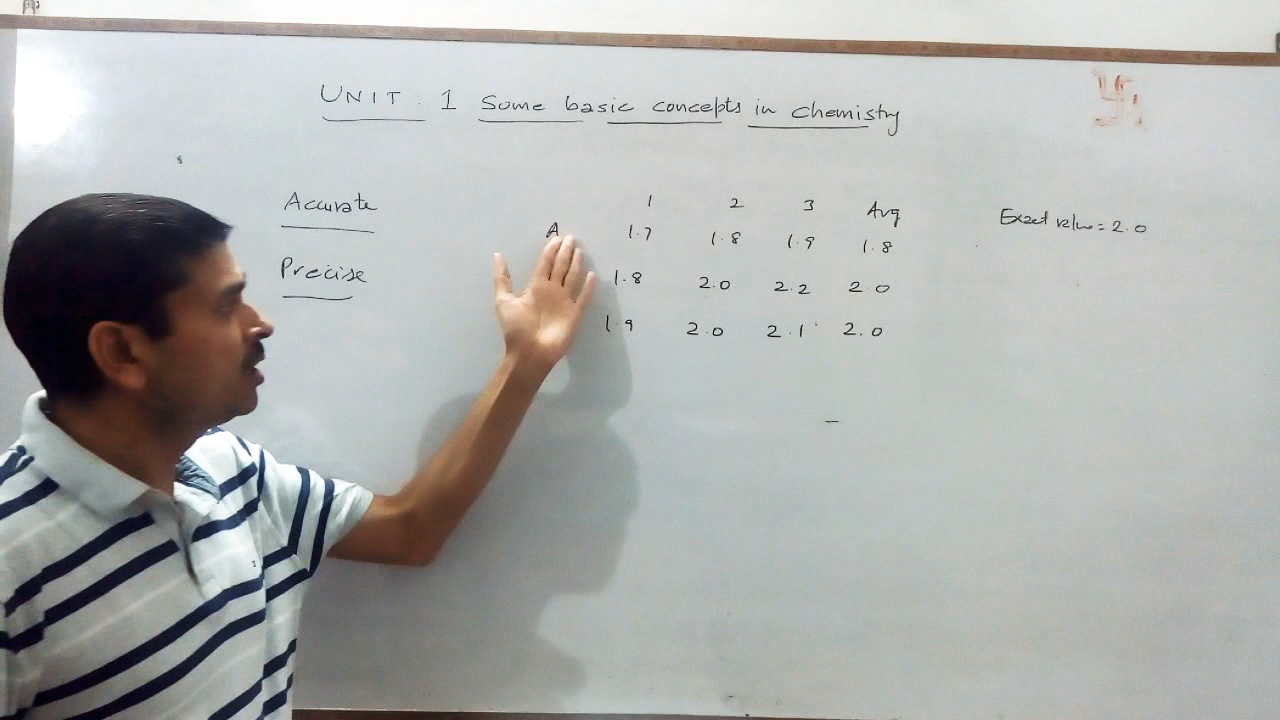 UNIT: 1 Some basic concepts in chemistry
Accurate
Precise
1 2 3 Avg
A 1.7 1.8 1.9 1.8
1.8 2.0 2.2 2.0
1.9 2.0 2.1 2.0
Exact value = 2.0